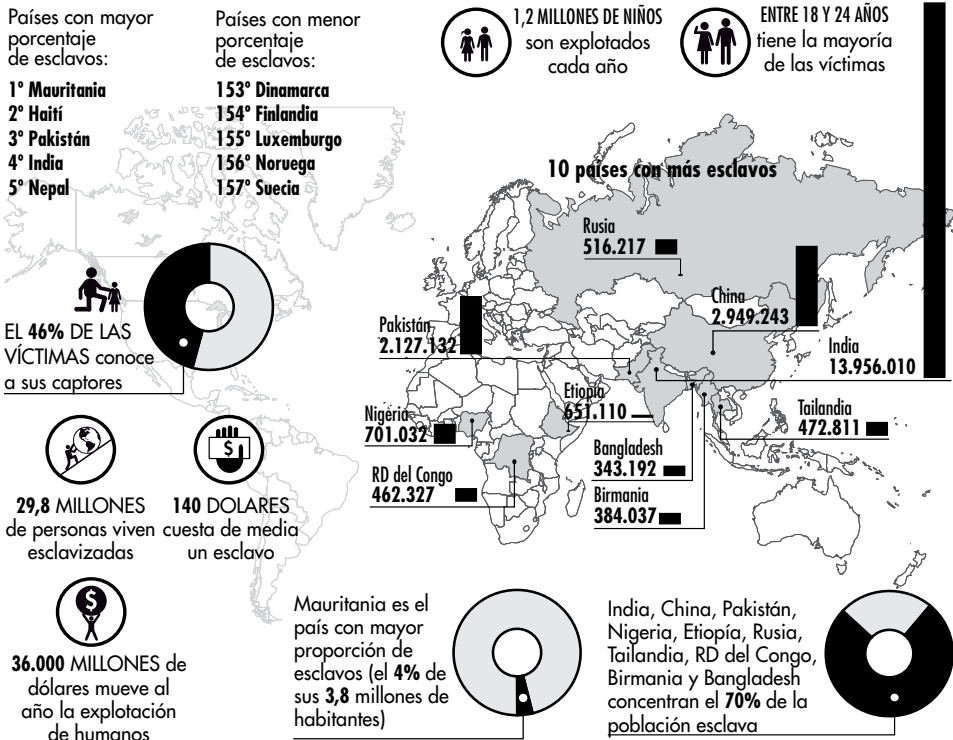 Países con mayor
porcentaje
de esclavos:
1º Mauritania
2º Haití
3º Pakistán
4º India
5º Nepal
Países con menor
porcentaje
de esclavos:
153º Dinamarca
154º Finlandia
155º Luxemburgo
156º Noruega
157º Suecia
1,2 MILLONES DE NIÑOS
son explotados
cada año
ENTRE 18 Y 24 AÑOS
tiene la mayoría
de las víctimas
10 países con más esclavos
Rusia
516.217
China
2.949.243
India
13.956.010
Pakistán
2.127.132
Etiopía
651.110
Nigeria
701.032
Tailandia
472.811
Bangladesh
343.192
RD del Congo
462.327
Birmania
384.037
EL 46% DE LAS
VÍCTIMAS conoce
a sus captores
$
29,8 MILLONES
de personas viven
esclavizadas
140 DOLARES
cuesta de media
un esclavo
$
36.000 MILLONES de
dólares mueve al
año la explotación
de humanos
Mauritania es el
país con mayor
proporción de
esclavos (el 4% de
sus 3,8 millones de
habitantes)
India, China, Pakistán,
Nigeria, Etiopía, Rusia,
Tailandia, RD del Congo,
Birmania y Bangladesh
concentran el 70% de la
población esclava